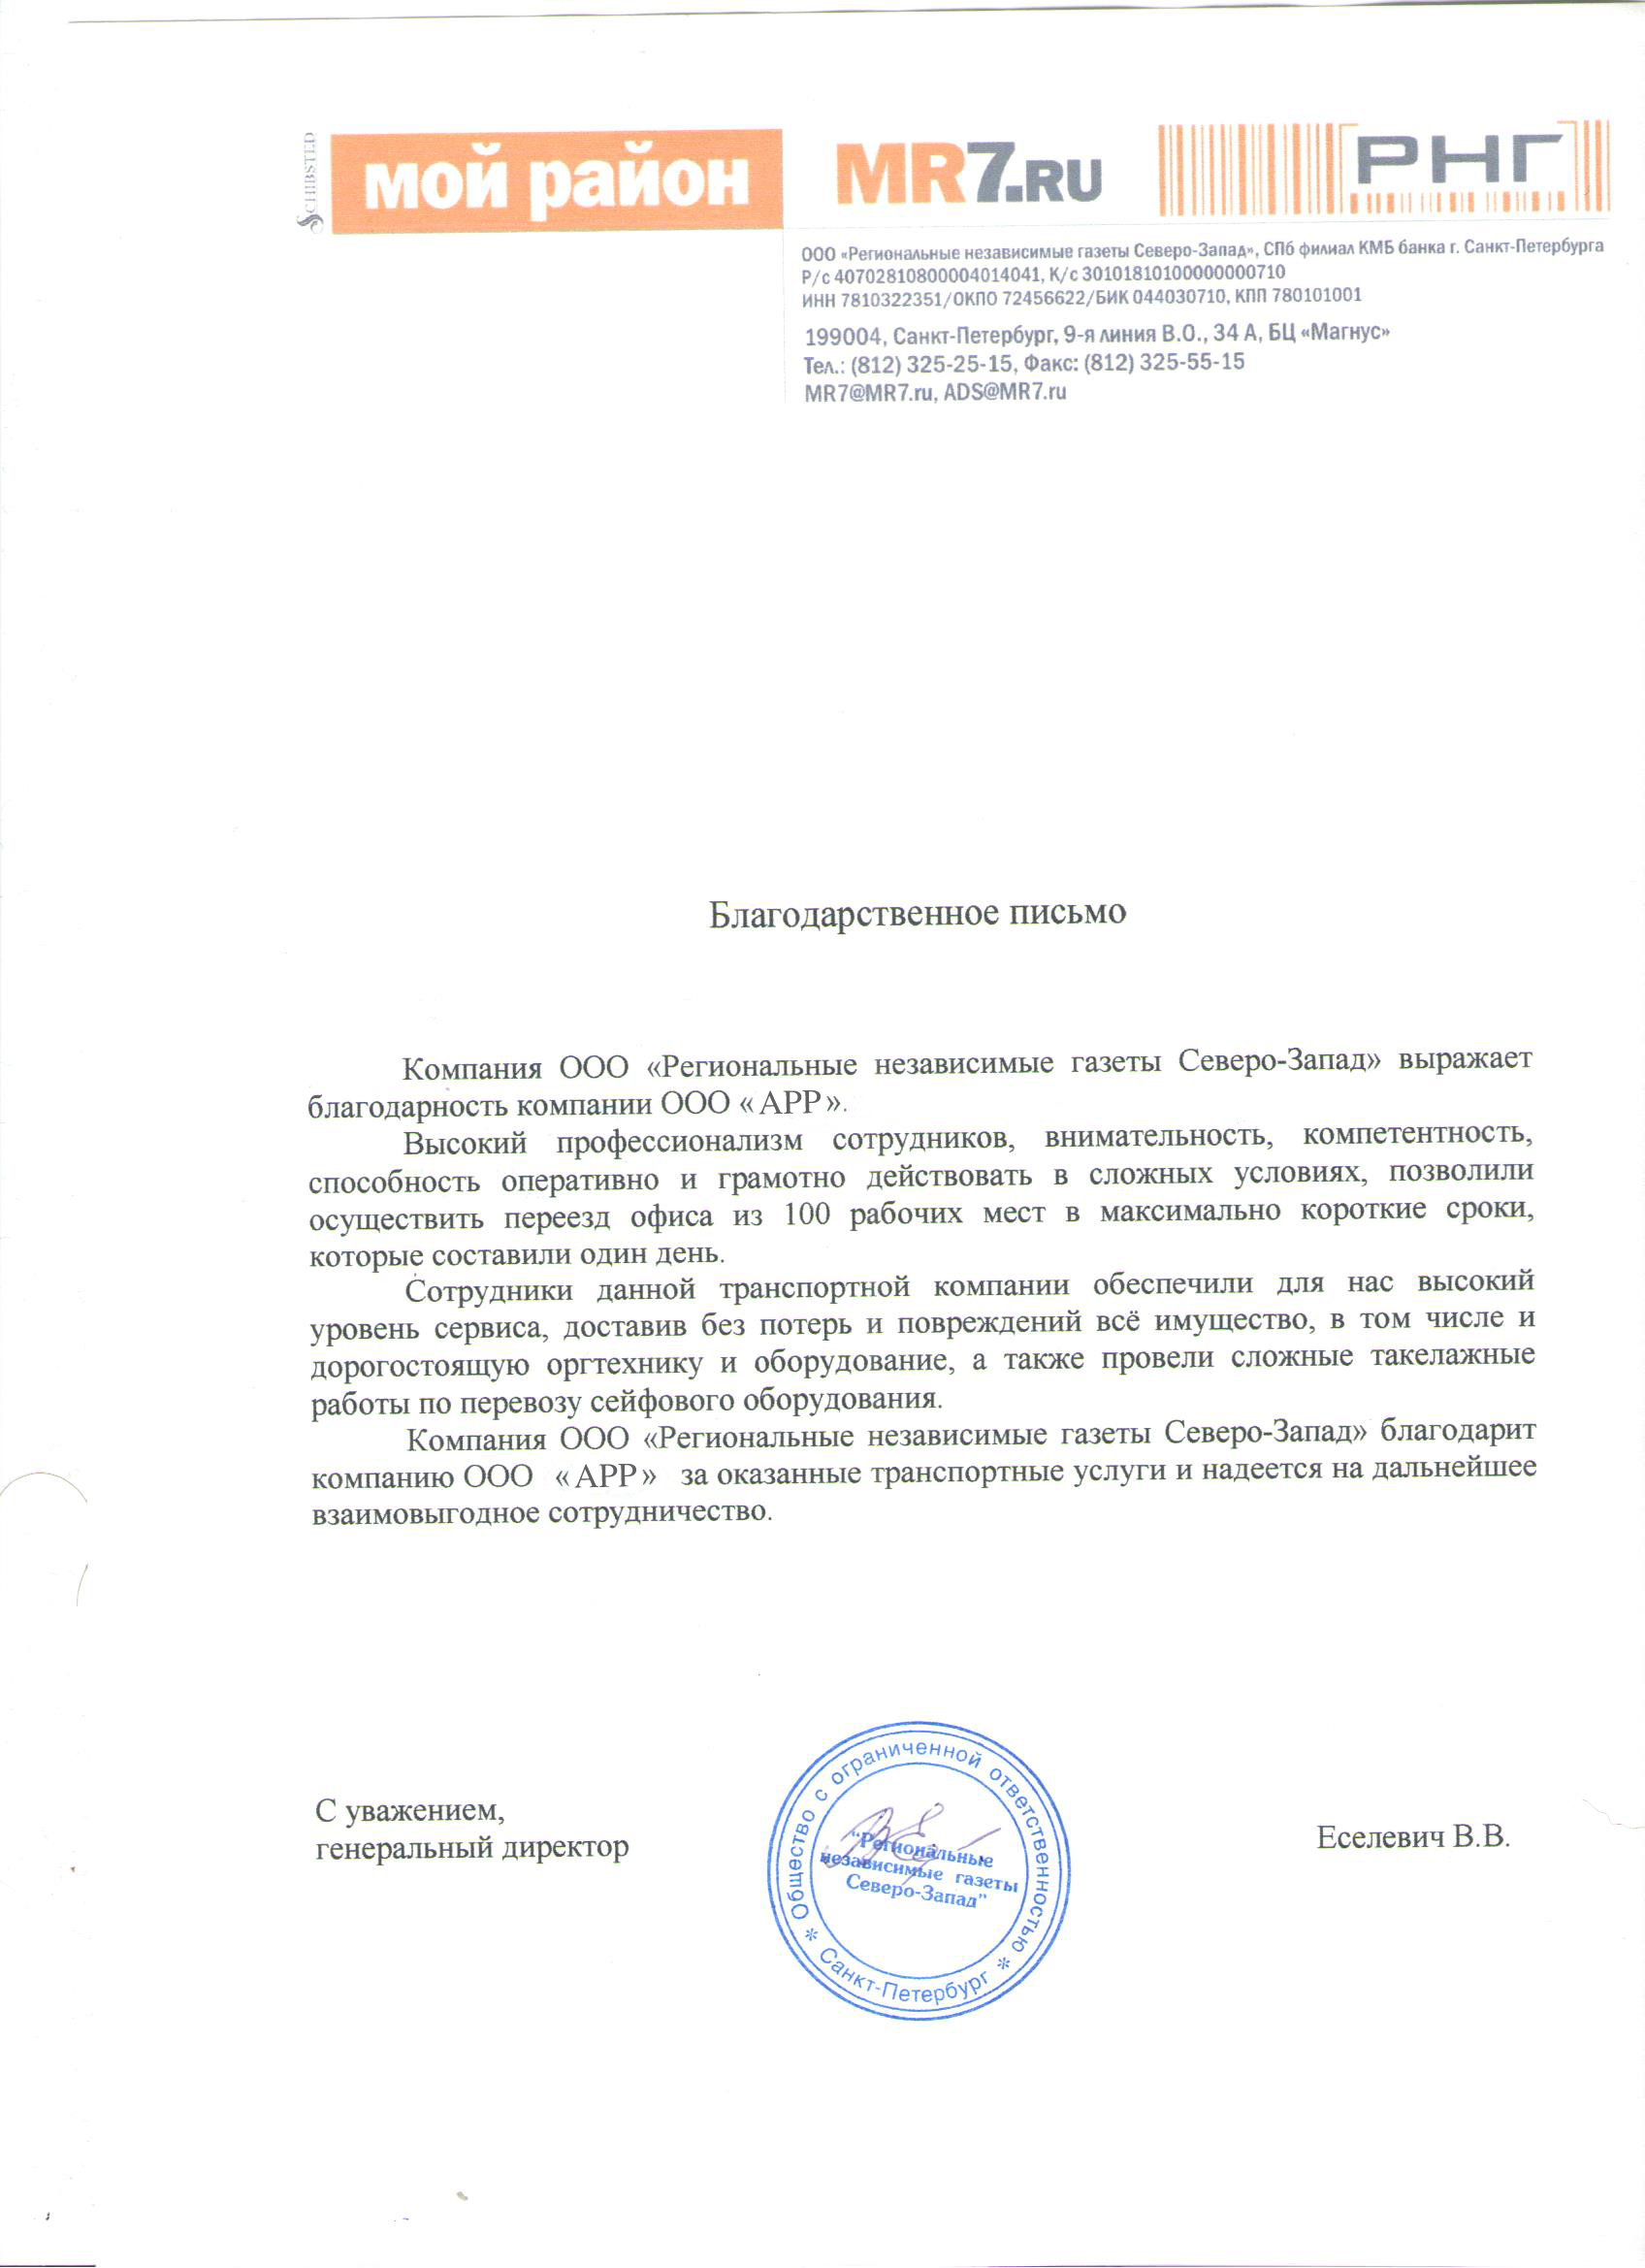 SCHIBSTED
мой район
MR7.RU
РНГ
ООО «Региональные независимые газеты Северо-Запад», СПб филиал КМБ банка г. Санкт-Петербурга
Р/с 40702810800004014041, К/с 30101810100000000710
ИНН 7810322351/ОКПО 72456622/БИК 044030710, КПП 780101001
199004, Санкт-Петербург, 9-я линия В.О., 34 А, БЦ «Магнус»
Тел.: (812) 325-25-15, Факс: (812) 325-55-15
MR7@MR7.ru, ADS@MR7.ru
Благодарственное письмо
Компания ООО «Региональные независимые газеты Северо-Запад» выражает
благодарность компании ООО « АРР ».
Высокий профессионализм сотрудников, внимательность, компетентность,
способность оперативно и грамотно действовать в сложных условиях, позволили
осуществить переезд офиса из 100 рабочих мест в максимально короткие сроки,
которые составили один день.
Сотрудники данной транспортной компании обеспечили для нас высокий
уровень сервиса, доставив без потерь и повреждений всё имущество, в том числе и
дорогостоящую оргтехнику и оборудование, а также провели сложные такелажные
работы по перевозу сейфового оборудования.
Компания ООО «Региональные независимые газеты Северо-Запад» благодарит
компанию ООО « АРР » за оказанные транспортные услуги и надеется на дальнейшее
взаимовыгодное сотрудничество.
С уважением,
генеральный директор
Еселевич В.В.
Общество с ограниченной ответственностью
"Региональные
независимые газеты
Северо-Запад"
* Санкт-Петербург *